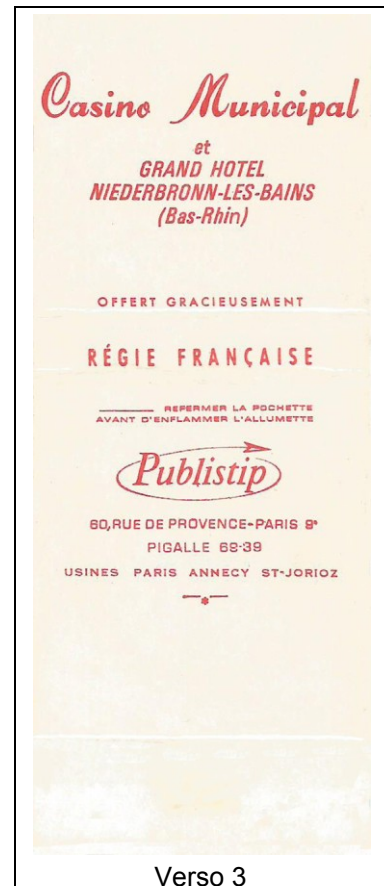 Casino Municipal
et
GRAND HOTEL
NIEDERBRONN-LES-BAINS
(Bas-Rhin)
OFFERT GRACIEUSEMENT
RÉGIE FRANÇAISE
REFERMER LA POCHETTE
AVANT D'ENFLAMMER L'ALLUMETTE
Publistip
60, RUE DE PROVENCE-PARIS 9ᵉ
PIGALLE 68-39
USINES PARIS ANNECY ST-JORIOZ
Verso 3